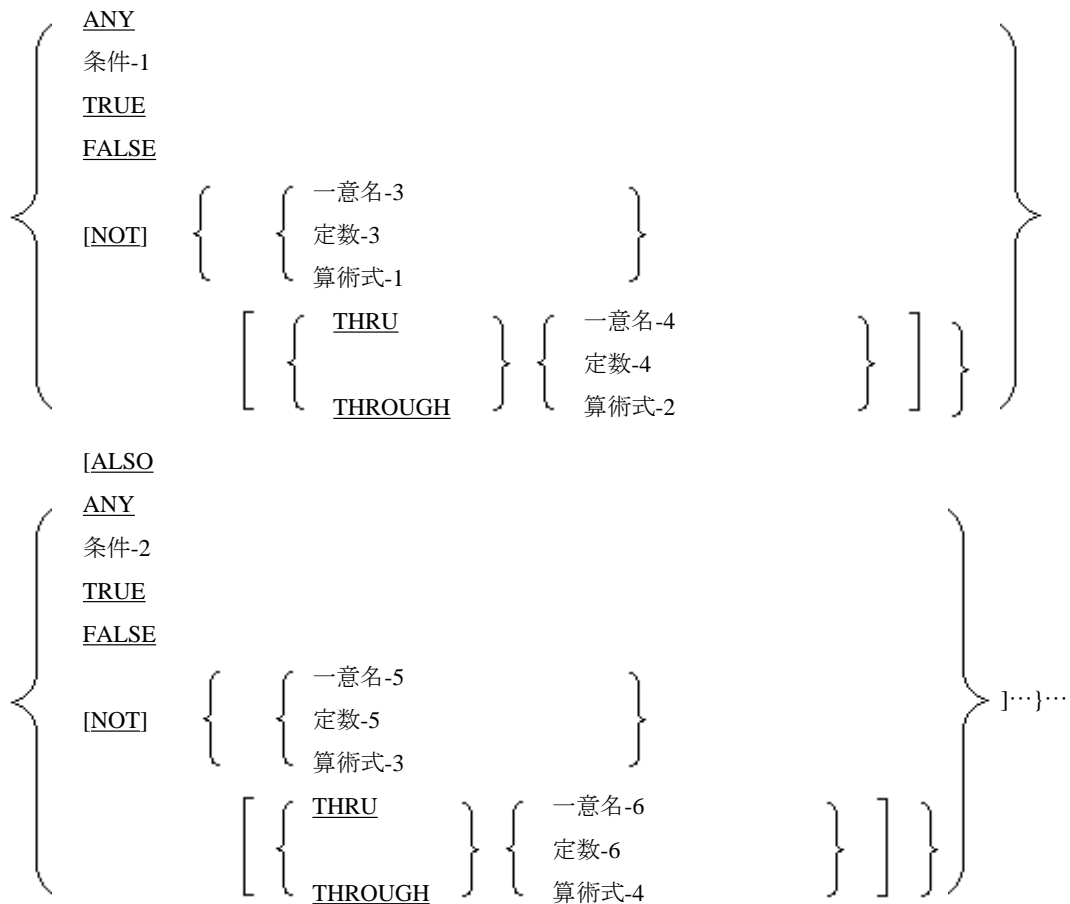 ANY
条件-1
TRUE
FALSE
一意名-3
[NOT] 定数-3
算術式-1
THRU 一意名-4
定数-4
THROUGH 算術式-2
[ALSO
ANY
条件-2
TRUE
FALSE
一意名-5
[NOT] 定数-5 ]…}…
算術式-3
THRU 一意名-6
定数-6
THROUGH 算術式-4